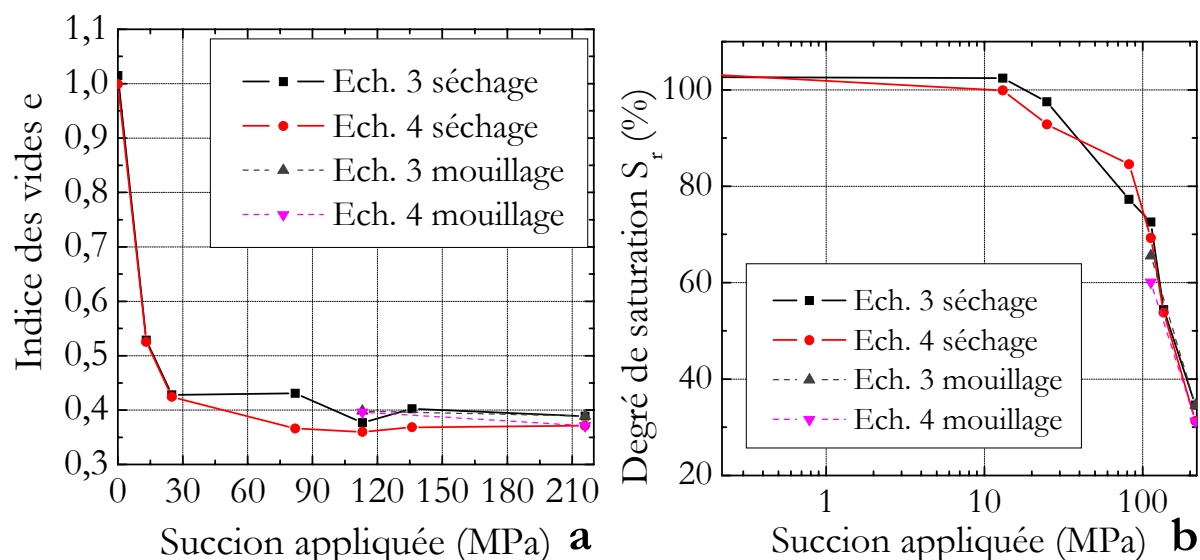 Indice des vides e
1,1
1,0
0,9
0,8
0,7
0,6
0,5
0,4
0,3
Ech. 3 séchage
Ech. 4 séchage
Ech. 3 mouillage
Ech. 4 mouillage
0 30 60 90 120 150 180 210
Succion appliquée (MPa)
a
Degré de saturation S_r (%)
100
80
60
40
20
Ech. 3 séchage
Ech. 4 séchage
Ech. 3 mouillage
Ech. 4 mouillage
1 10 100
Succion appliquée (MPa)
b